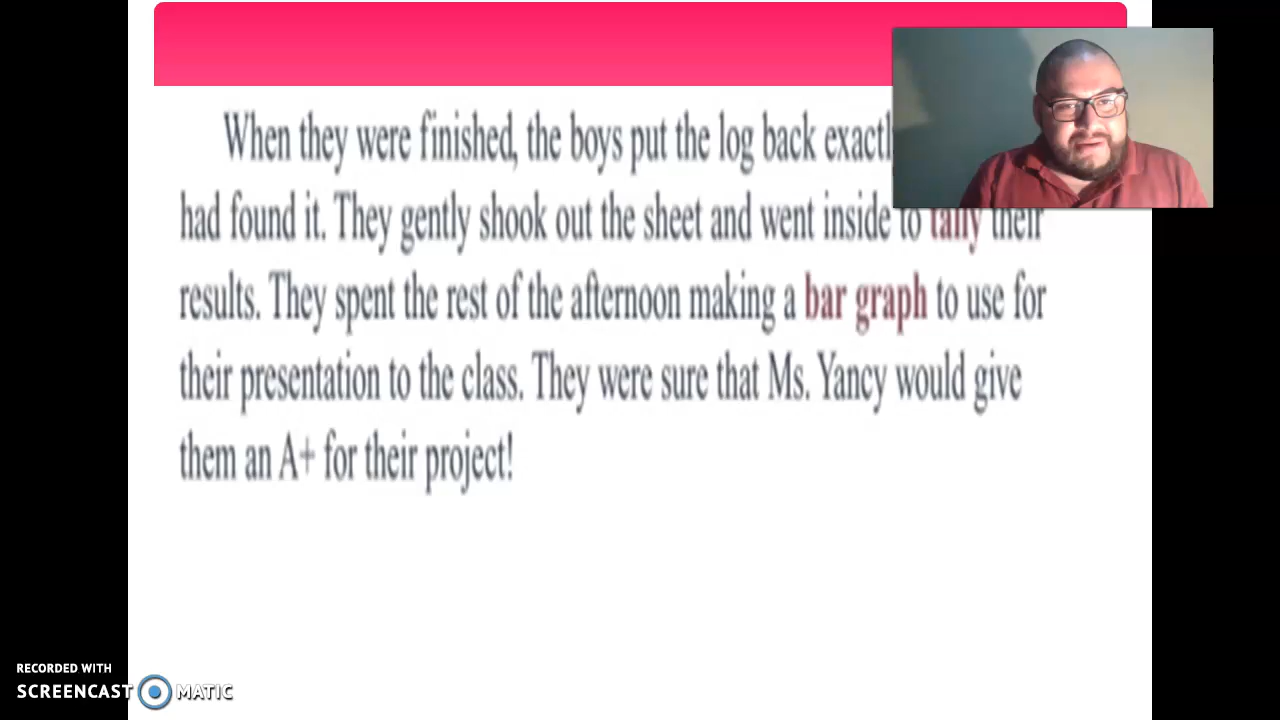 When they were finished, the boys put the log back
had found it. They gently shook out the sheet and went inside to tally their
results. They spent the rest of the afternoon making a bar graph to use for
their presentation to the class. They were sure that Ms. Yancy would give
them an A+ for their project!
RECORDED WITH
SCREENCAST MATIC